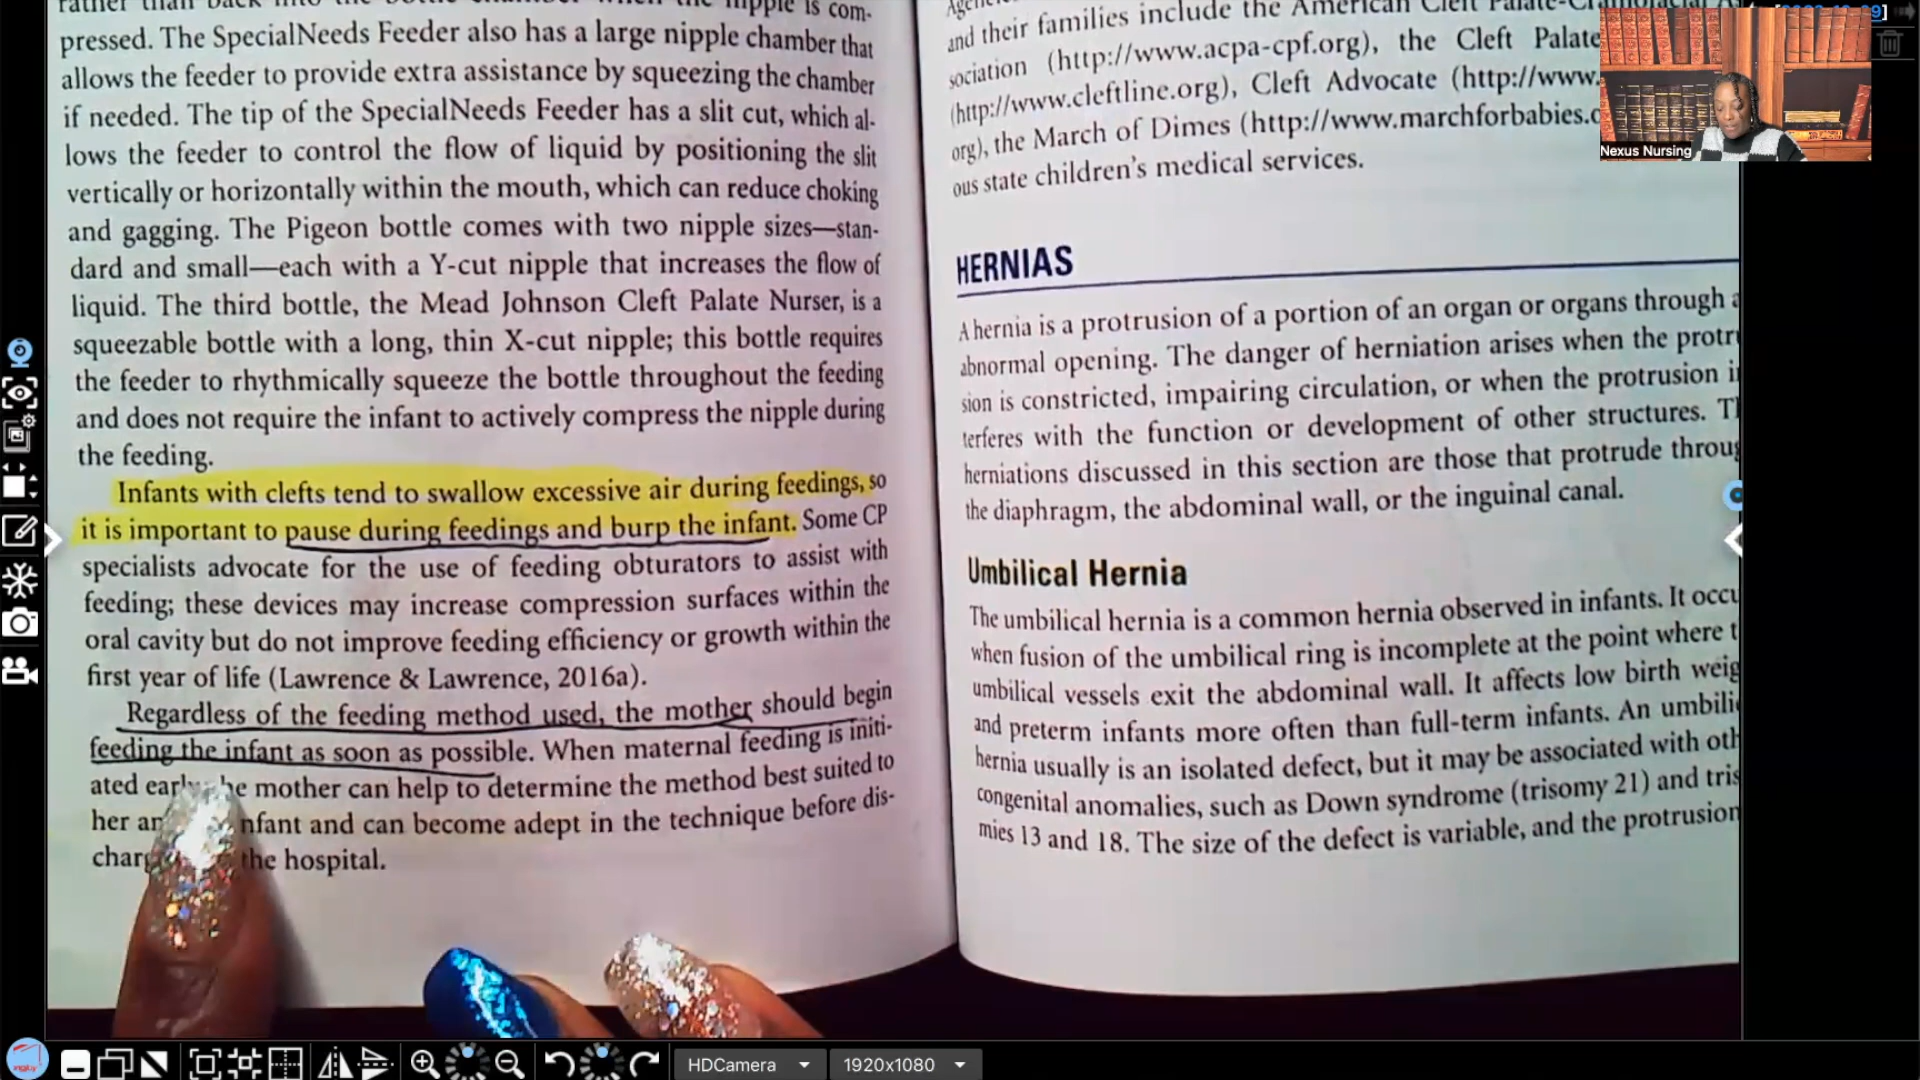 rather than back into the bottle chamber when the nipple is com-
pressed. The SpecialNeeds Feeder also has a large nipple chamber that
allows the feeder to provide extra assistance by squeezing the chamber
if needed. The tip of the SpecialNeeds Feeder has a slit cut, which al-
lows the feeder to control the flow of liquid by positioning the slit
vertically or horizontally within the mouth, which can reduce choking
and gagging. The Pigeon bottle comes with two nipple sizes—stan-
dard and small—each with a Y-cut nipple that increases the flow of
liquid. The third bottle, the Mead Johnson Cleft Palate Nurser, is a
squeezable bottle with a long, thin X-cut nipple; this bottle requires
the feeder to rhythmically squeeze the bottle throughout the feeding
and does not require the infant to actively compress the nipple during
the feeding.
Infants with clefts tend to swallow excessive air during feedings, so
it is important to pause during feedings and burp the infant. Some CP
specialists advocate for the use of feeding obturators to assist with
feeding; these devices may increase compression surfaces within the
oral cavity but do not improve feeding efficiency or growth within the
first year of life (Lawrence & Lawrence, 2016a).
Regardless of the feeding method used, the mother should begin
feeding the infant as soon as possible. When maternal feeding is initi-
ated mother can help to determine the method best suited to
her nfant and can become adept in the technique before dis-
the hospital.
and their families include the American Cleft
sociation (http://www.acpa-cpf.org), the Cleft Palate
(http://www.cleftline.org), Cleft Advocate (http://www.
org), the March of Dimes (http://www.marchforbabies.
ous state children's medical services.
HERNIAS
A hernia is a protrusion of a portion of an organ or organs through a
abnormal opening. The danger of herniation arises when the protr
sion is constricted, impairing circulation, or when the protrusion i
terferes with the function or development of other structures. T
herniations discussed in this section are those that protrude throug
the diaphragm, the abdominal wall, or the inguinal canal.
Umbilical Hernia
The umbilical hernia is a common hernia observed in infants. It occu
when fusion of the umbilical ring is incomplete at the point where t
umbilical vessels exit the abdominal wall. It affects low birth weig
and preterm infants more often than full-term infants. An umbili
hernia usually is an isolated defect, but it may be associated with oth
congenital anomalies, such as Down syndrome (trisomy 21) and tris
mies 13 and 18. The size of the defect is variable, and the protrusion
Nexus Nursing
HDCamera
1920x1080